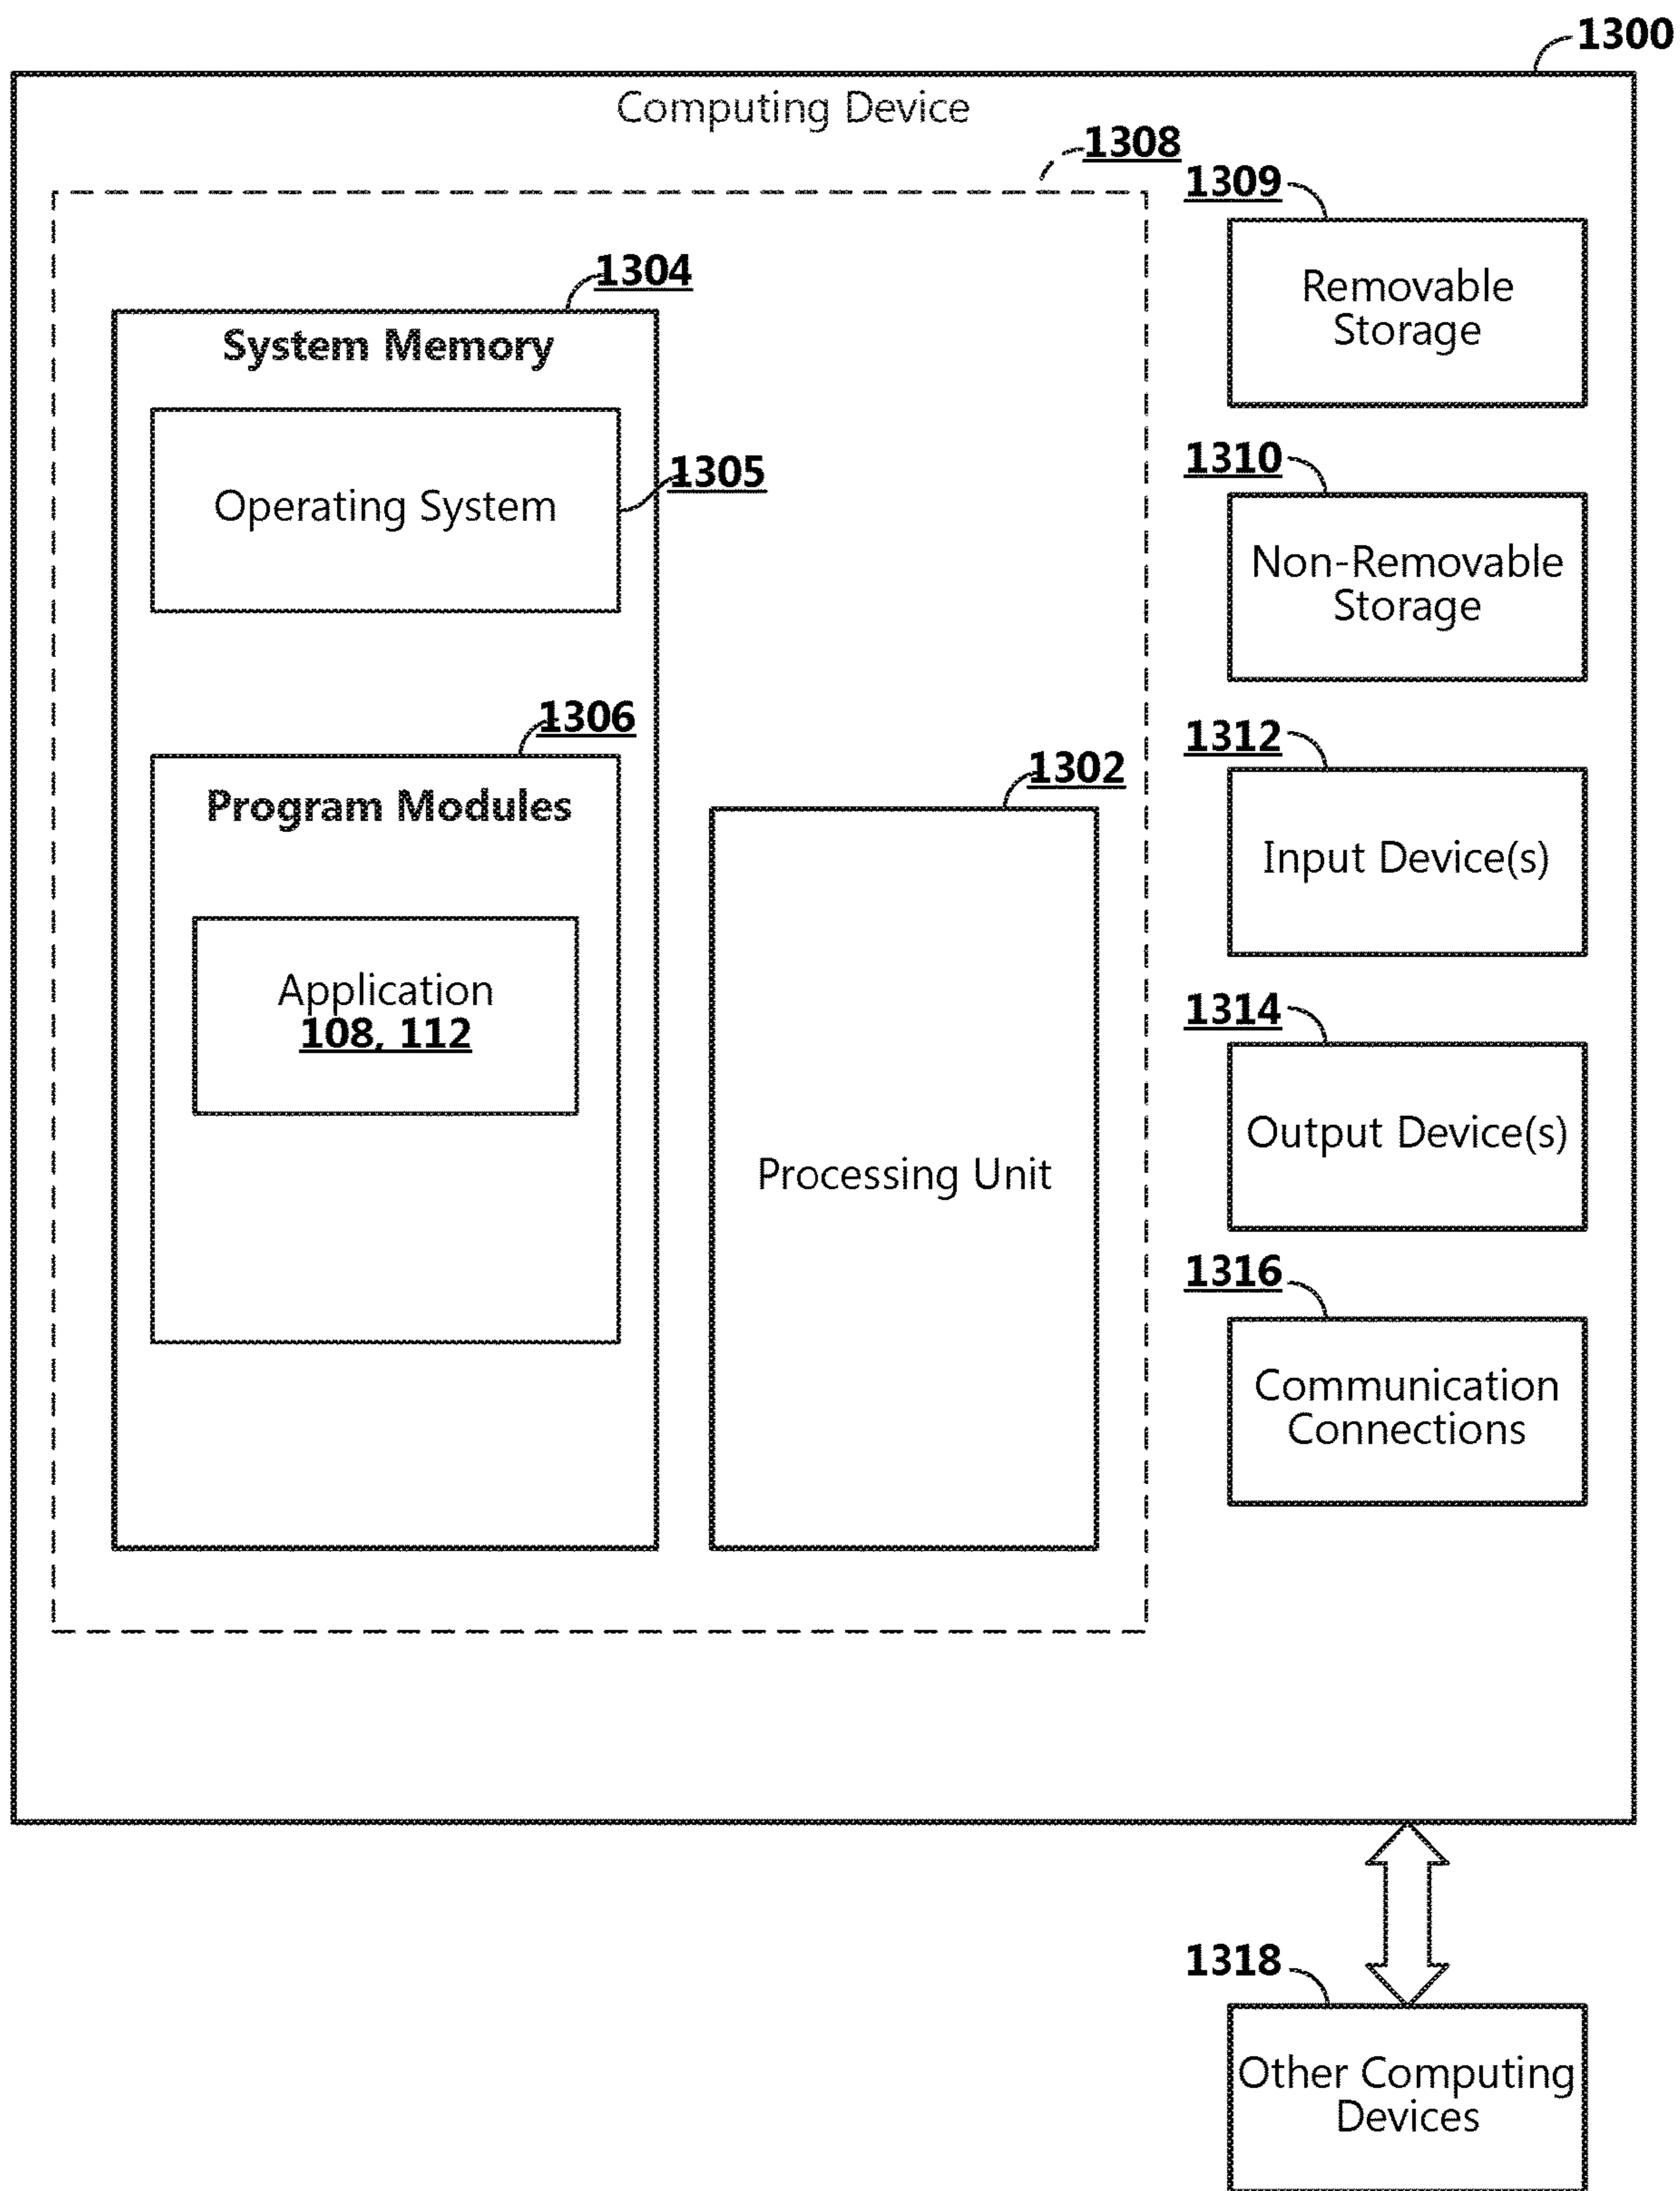 1300
Computing Device
1308
1309
Removable
Storage
1304
System Memory
Operating System
1305
1310
Non-Removable
Storage
1306
Program Modules
Application
108, 112
1302
Processing Unit
1312
Input Device(s)
1314
Output Device(s)
1316
Communication
Connections
1318
Other Computing
Devices